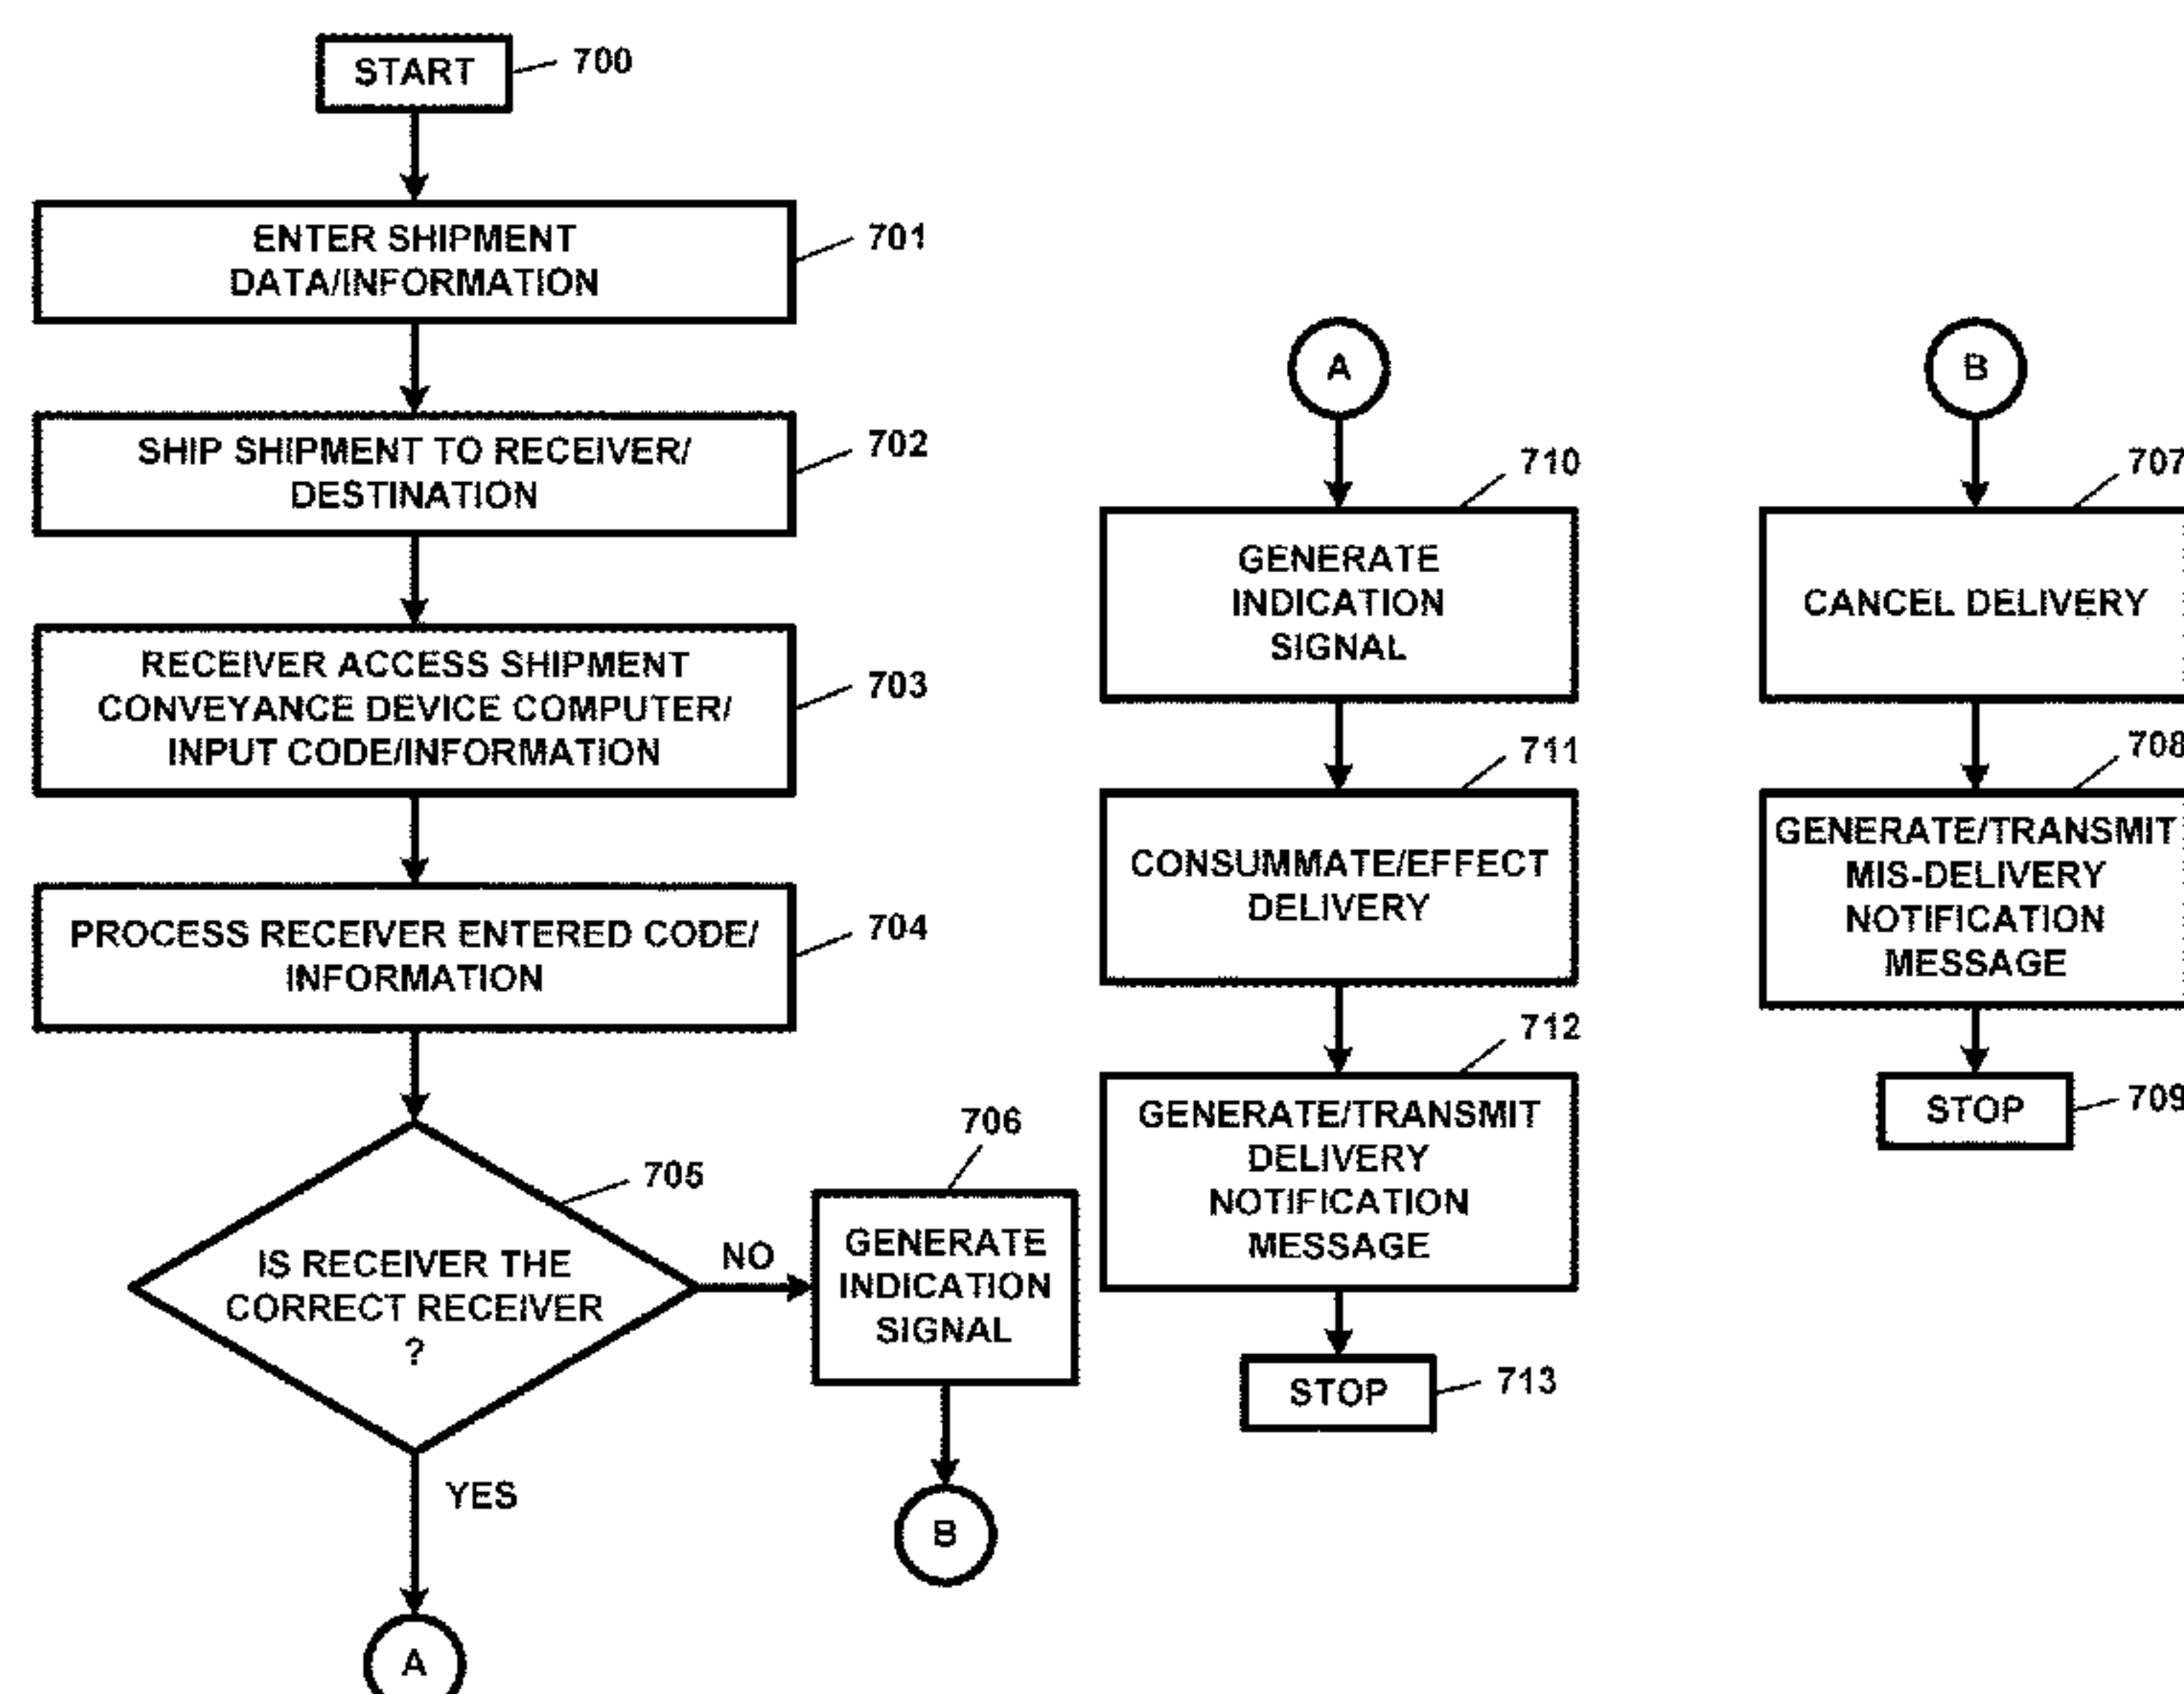 START
700
ENTER SHIPMENT
DATA/INFORMATION
701
SHIP SHIPMENT TO RECEIVER/
DESTINATION
702
RECEIVER ACCESS SHIPMENT
CONVEYANCE DEVICE COMPUTER/
INPUT CODE/INFORMATION
703
PROCESS RECEIVER ENTERED CODE/
INFORMATION
704
IS RECEIVER THE
CORRECT RECEIVER
?
705
NO
YES
A
706
GENERATE
INDICATION
SIGNAL
B
A
710
GENERATE
INDICATION
SIGNAL
711
CONSUMMATE/EFFECT
DELIVERY
712
GENERATE/TRANSMIT
DELIVERY
NOTIFICATION
MESSAGE
STOP
713
B
707
CANCEL DELIVERY
708
GENERATE/TRANSMIT
MIS-DELIVERY
NOTIFICATION
MESSAGE
STOP
709